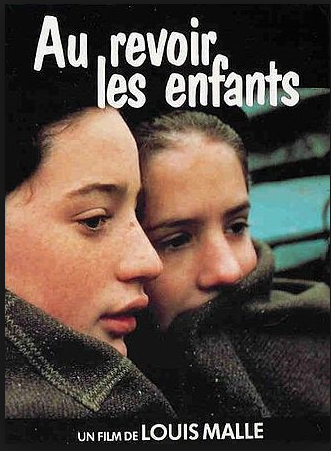 Au revoir
les enfants
UN FILM DE LOUIS MALLE